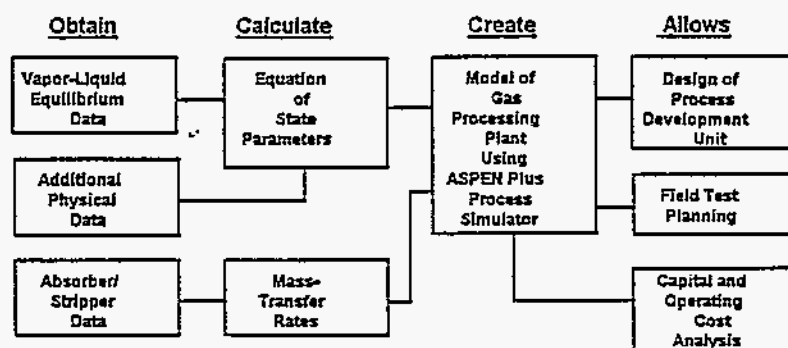 Obtain
Calculate
Create
Allows
Vapor-Liquid
Equilibrium
Data
Equation
of
State
Parameters
Model of
Gas
Processing
Plant
Using
ASPEN Plus
Process
Simulator
Design of
Process
Development
Unit
Additional
Physical
Data
Field Test
Planning
Absorber/
Stripper
Data
Mass-
Transfer
Rates
Capital and
Operating
Cost
Analysis